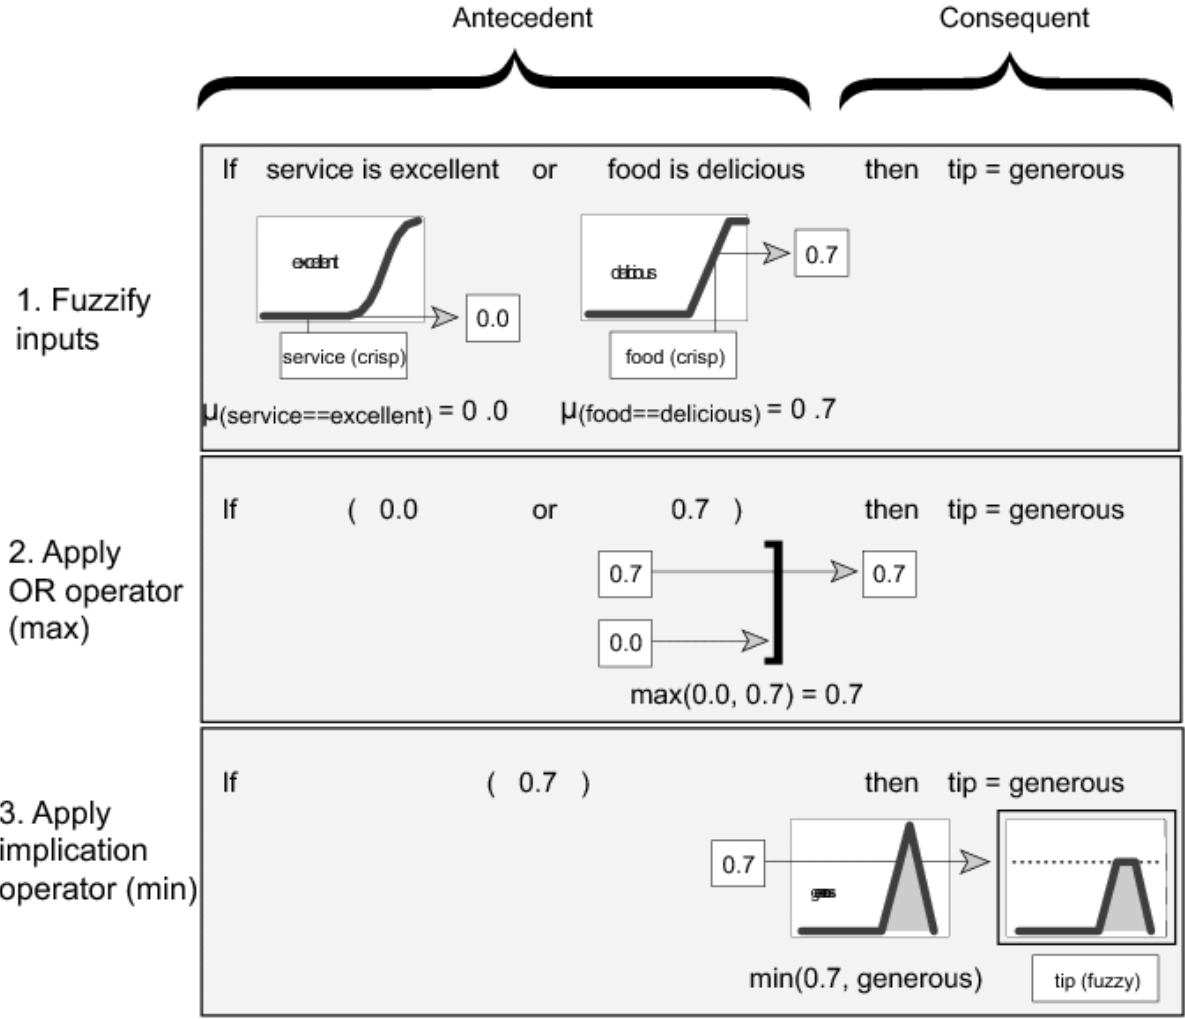 Antecedent
Consequent
If service is excellent or food is delicious then tip = generous
excellent
delicious
0.7
1. Fuzzify
inputs
0.0
service (crisp)
food (crisp)
μ(service==excellent) = 0 .0
μ(food==delicious) = 0 .7
If ( 0.0 or 0.7 ) then tip = generous
2. Apply
OR operator
(max)
0.7
0.7
0.0
max(0.0, 0.7) = 0.7
If ( 0.7 ) then tip = generous
3. Apply
implication
operator (min)
0.7
min(0.7, generous)
tip (fuzzy)